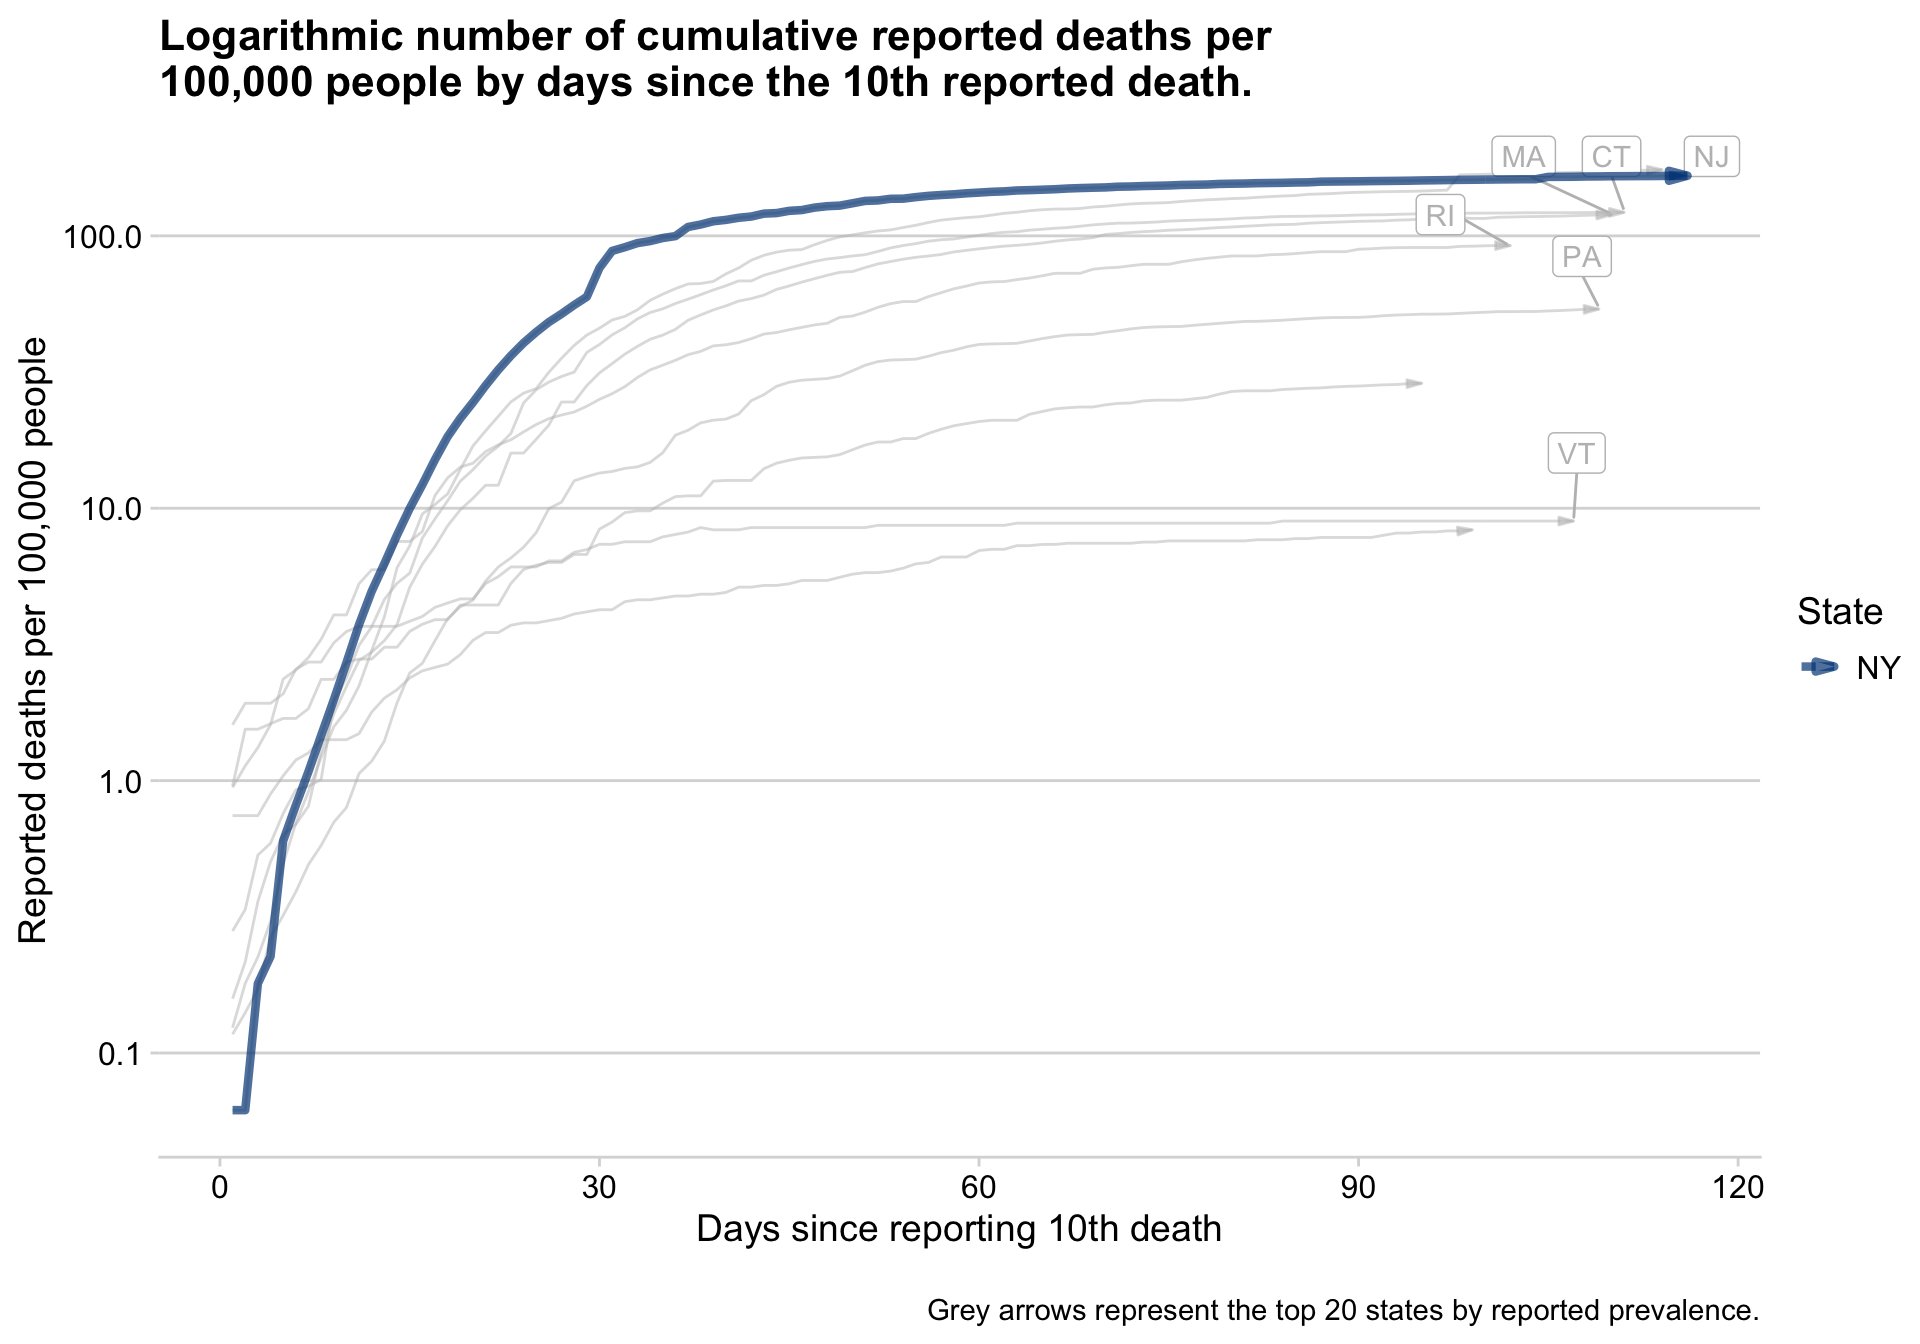 Logarithmic number of cumulative reported deaths per
100,000 people by days since the 10th reported death.
MA
CT
NJ
RI
PA
VT
Reported deaths per 100,000 people
100.0
10.0
1.0
0.1
0
30
60
90
120
Days since reporting 10th death
State
NY
Grey arrows represent the top 20 states by reported prevalence.